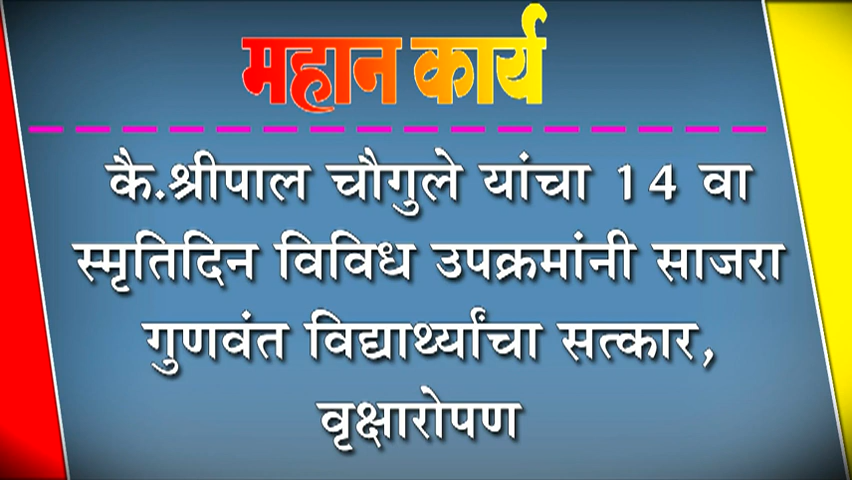 महान कार्य
कै.श्रीपाल चौगुले यांचा 14 वा
स्मृतिदिन विविध उपक्रमांनी साजरा
गुणवंत विद्यार्थ्यांचा सत्कार,
वृक्षारोपण